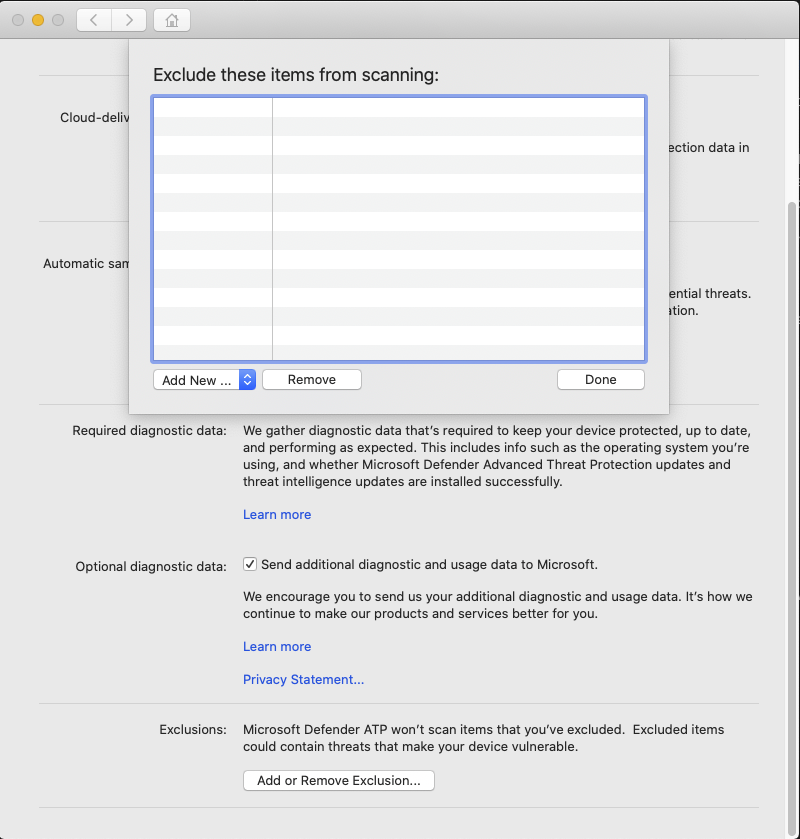 Exclude these items from scanning:
Cloud-deliv
ection data in
Automatic sam
ential threats.
ation.
Add New ...
Remove
Done
Required diagnostic data:
We gather diagnostic data that's required to keep your device protected, up to date,
and performing as expected. This includes info such as the operating system you're
using, and whether Microsoft Defender Advanced Threat Protection updates and
threat intelligence updates are installed successfully.
Learn more
Optional diagnostic data:
Send additional diagnostic and usage data to Microsoft.
We encourage you to send us your additional diagnostic and usage data. It's how we
continue to make our products and services better for you.
Learn more
Privacy Statement...
Exclusions:
Microsoft Defender ATP won't scan items that you've excluded.  Excluded items
could contain threats that make your device vulnerable.
Add or Remove Exclusion...